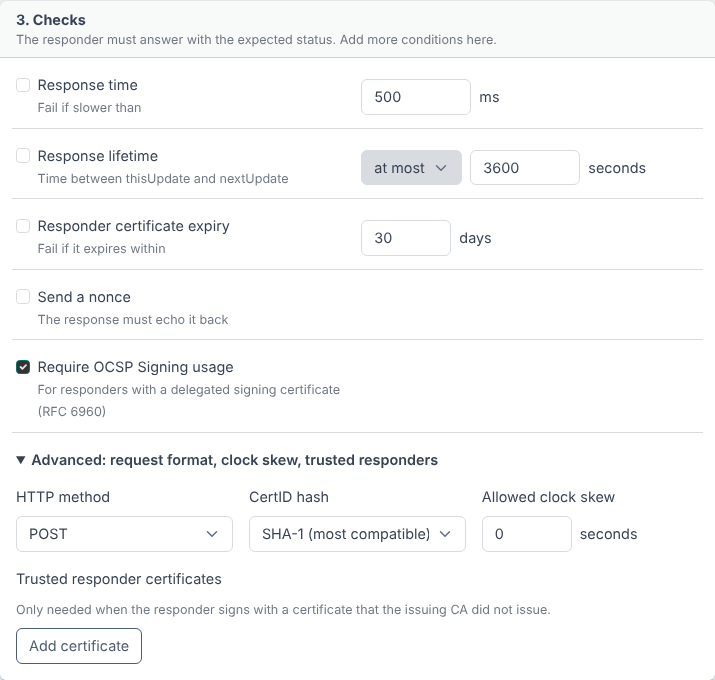 3. Checks
The responder must answer with the expected status. Add more conditions here.
Response time
Fail if slower than
500 ms
Response lifetime
Time between thisUpdate and nextUpdate
at most 3600 seconds
Responder certificate expiry
Fail if it expires within
30 days
Send a nonce
The response must echo it back
Require OCSP Signing usage
For responders with a delegated signing certificate
(RFC 6960)
Advanced: request format, clock skew, trusted responders
HTTP method CertID hash Allowed clock skew
POST SHA-1 (most compatible) 0 seconds
Trusted responder certificates
Only needed when the responder signs with a certificate that the issuing CA did not issue.
Add certificate